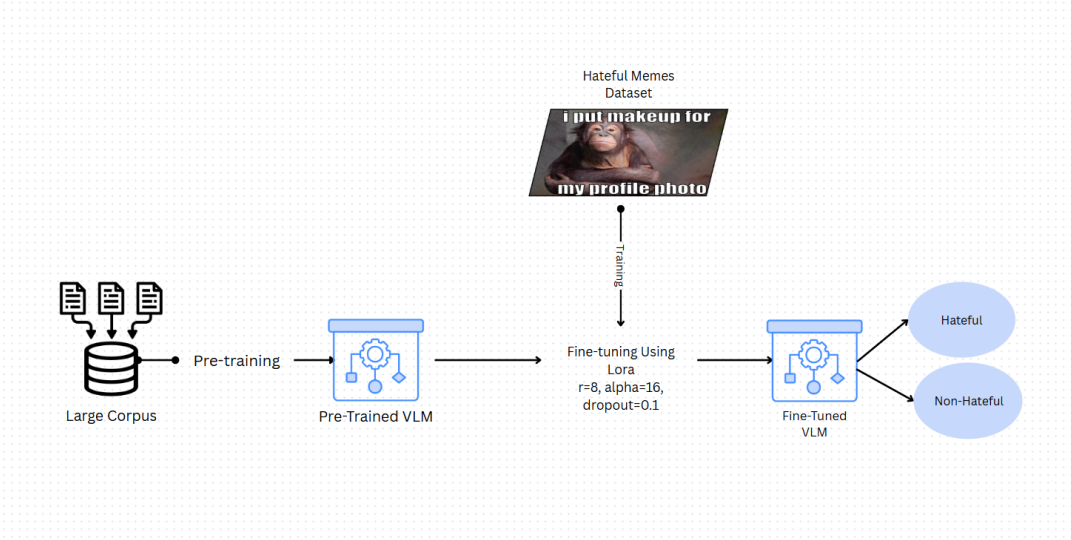 Hateful Memes
Dataset
i put makeup for
my profile photo
Training
Large Corpus
Pre-training
Pre-Trained VLM
Fine-tuning Using
Lora
r=8, alpha=16,
dropout=0.1
Fine-Tuned
VLM
Hateful
Non-Hateful